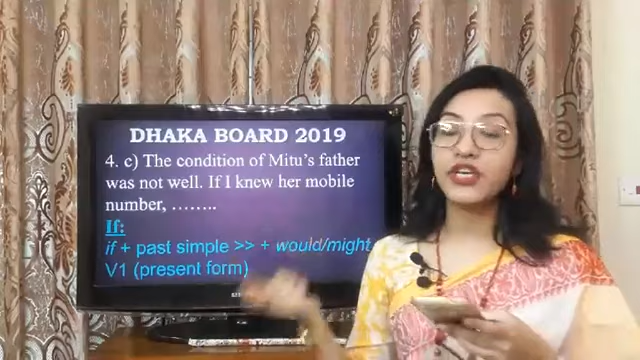 DHAKA BOARD 2019
4. c) The condition of Mitu's father
was not well. If I knew her mobile
number, ……..
If:
if + past simple >> + would/might
V1 (present form)